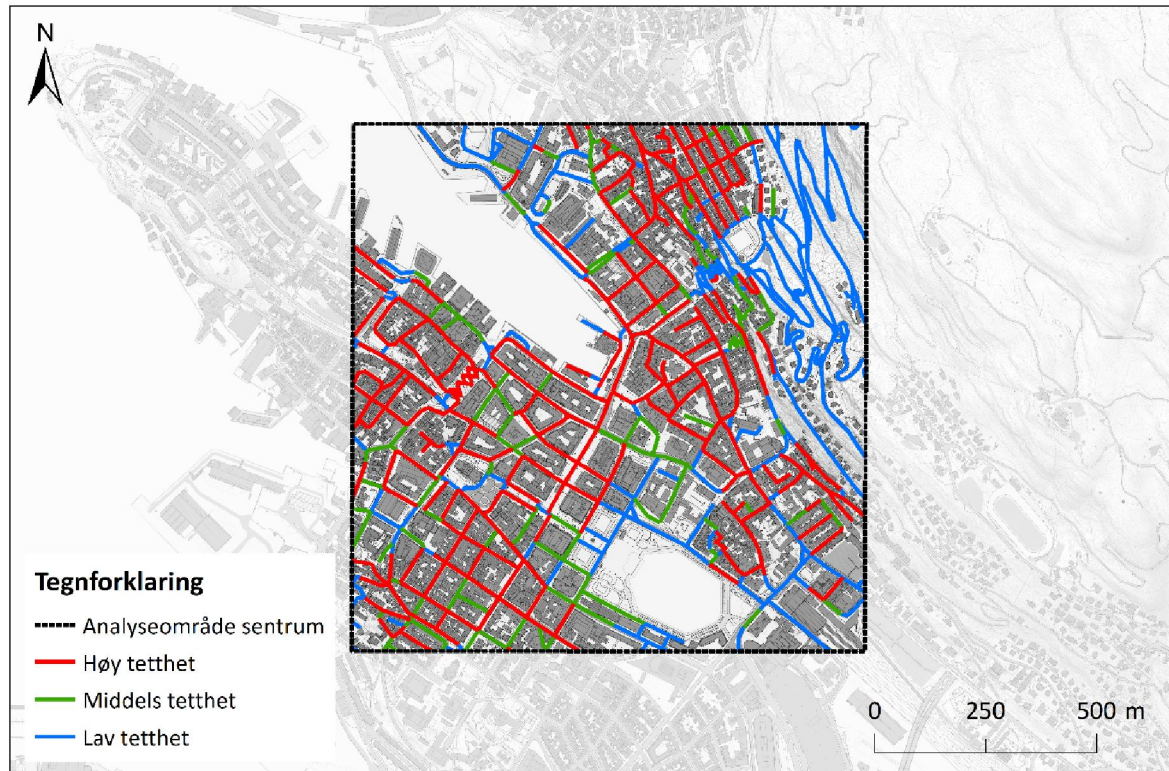 N
Tegnforklaring
Analyseområde sentrum
Høy tetthet
Middels tetthet
Lav tetthet
0 250 500 m